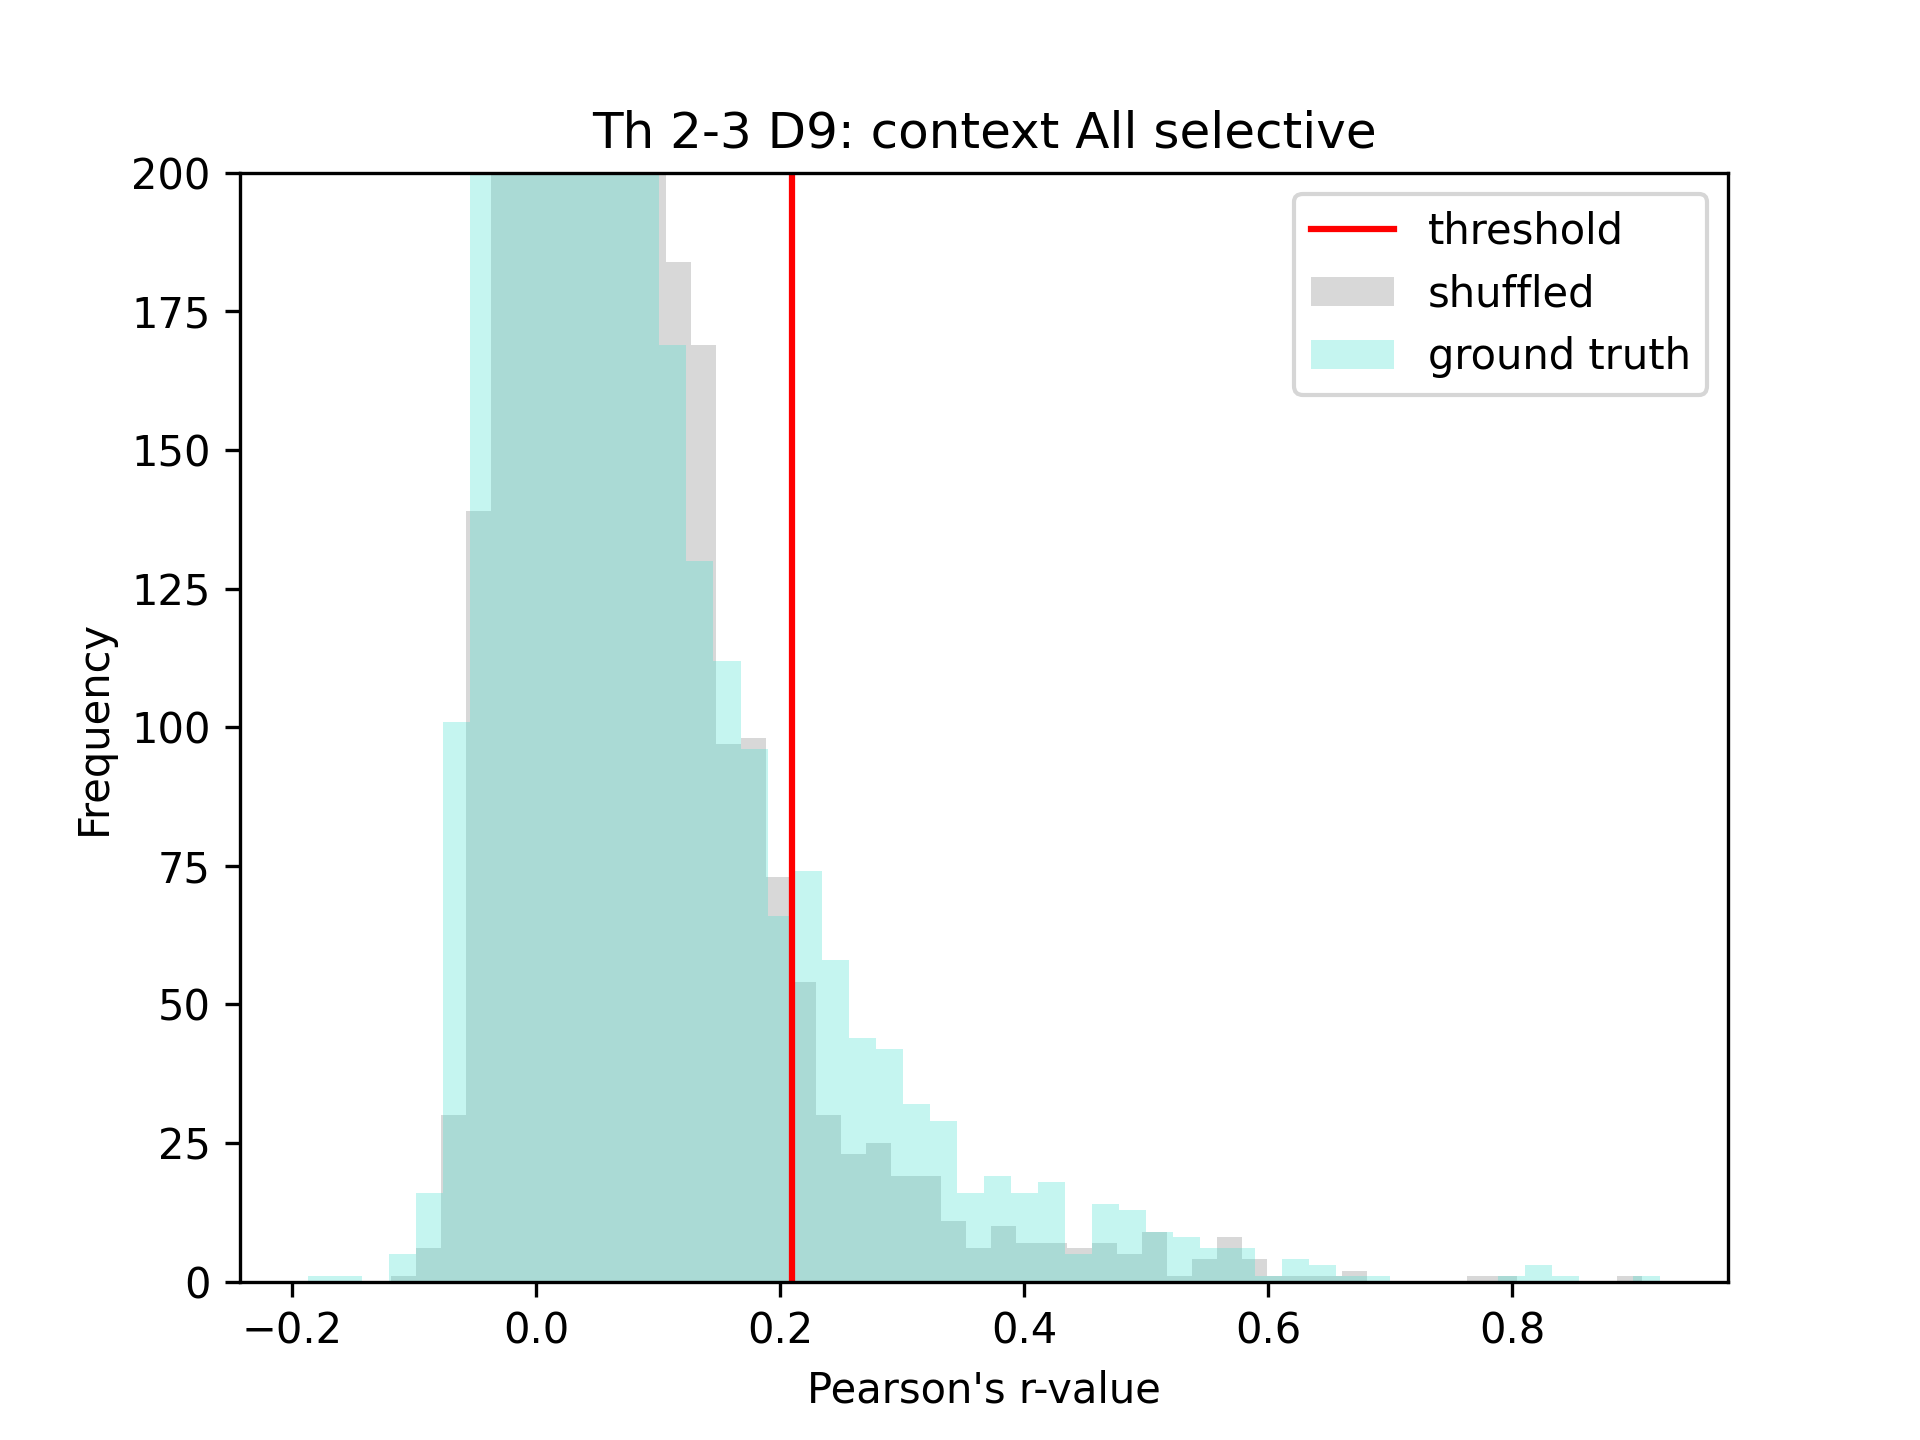 Th 2-3 D9: context All selective
200
175
150
125
100
75
50
25
0
Frequency
threshold
shuffled
ground truth
−0.2 0.0 0.2 0.4 0.6 0.8
Pearson's r-value